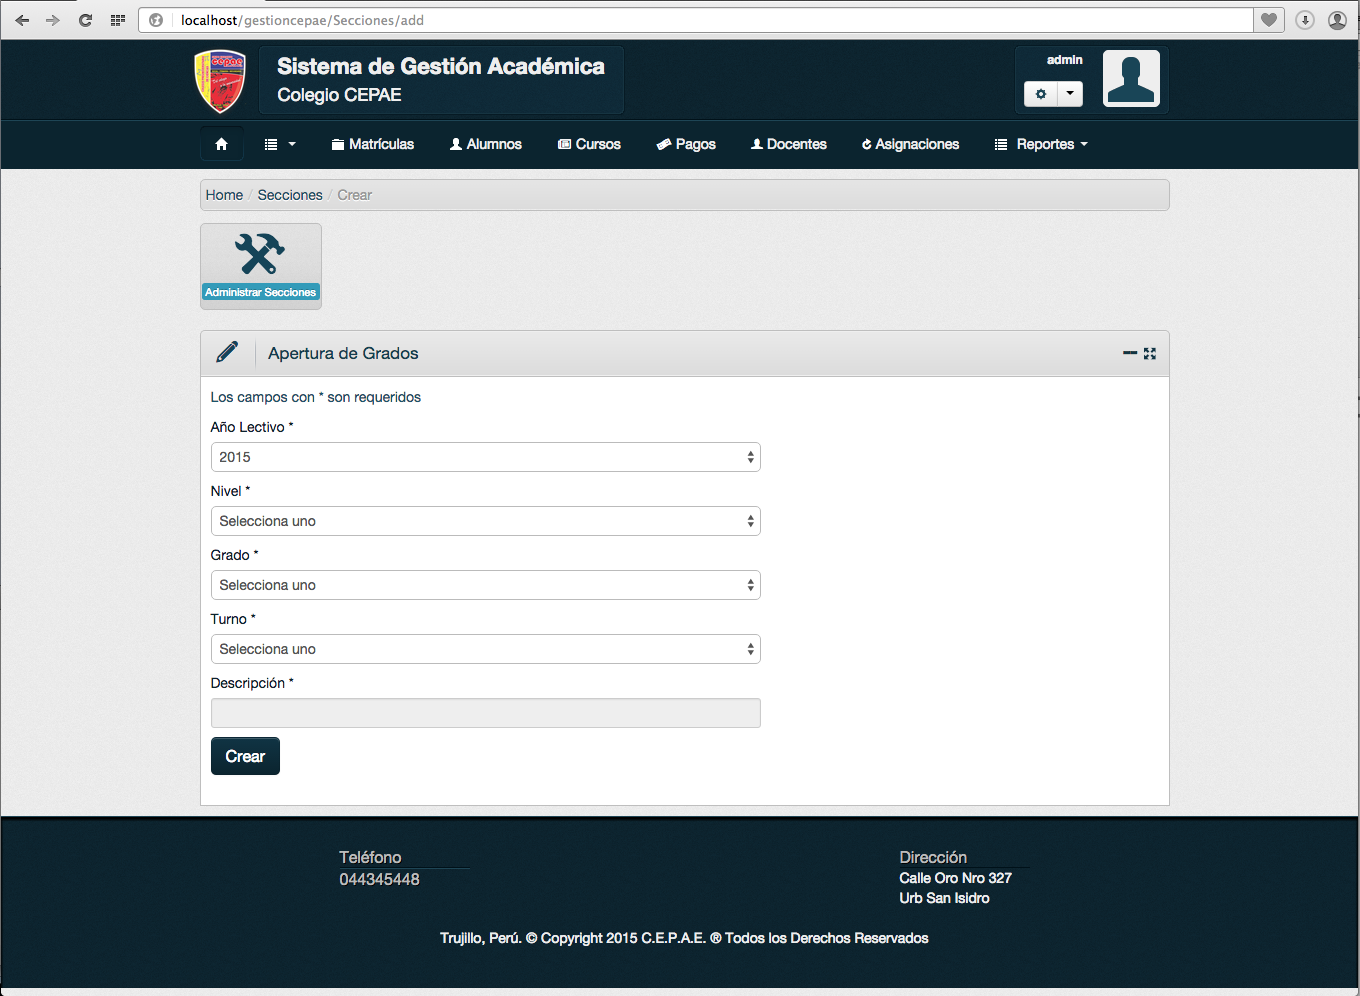 localhost/gestioncepae/Secciones/add
cepae
Sistema de Gestión Académica
Colegio CEPAE
admin
Matrículas Alumnos Cursos Pagos Docentes Asignaciones Reportes
Home / Secciones / Crear
Administrar Secciones
Apertura de Grados
Los campos con * son requeridos
Año Lectivo *
2015
Nivel *
Selecciona uno
Grado *
Selecciona uno
Turno *
Selecciona uno
Descripción *
Crear
Teléfono
044345448
Dirección
Calle Oro Nro 327
Urb San Isidro
Trujillo, Perú. © Copyright 2015 C.E.P.A.E. ® Todos los Derechos Reservados